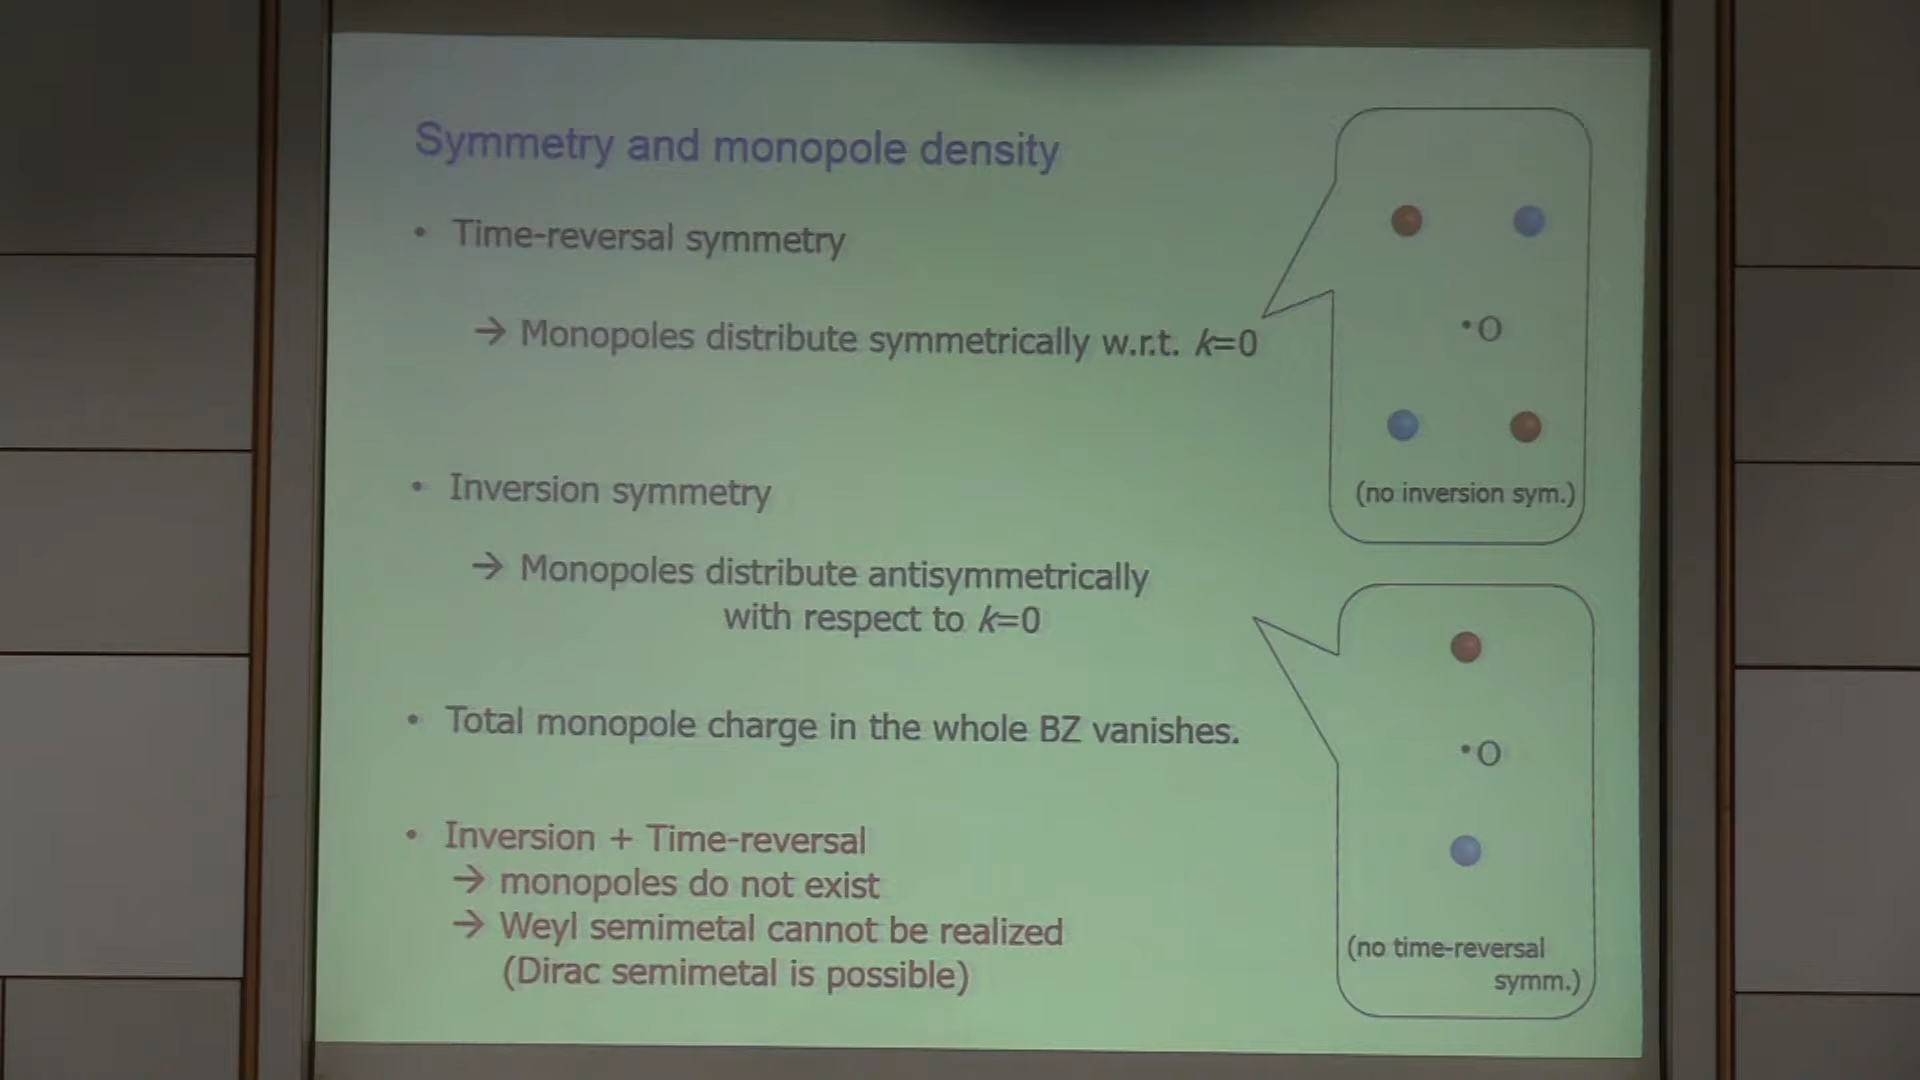 Symmetry and monopole density
• Time-reversal symmetry
→ Monopoles distribute symmetrically w.r.t. k=0
•O
(no inversion sym.)
• Inversion symmetry
→ Monopoles distribute antisymmetrically
with respect to k=0
• Total monopole charge in the whole BZ vanishes.
•O
• Inversion + Time-reversal
→ monopoles do not exist
→ Weyl semimetal cannot be realized
(Dirac semimetal is possible)
(no time-reversal
symm.)